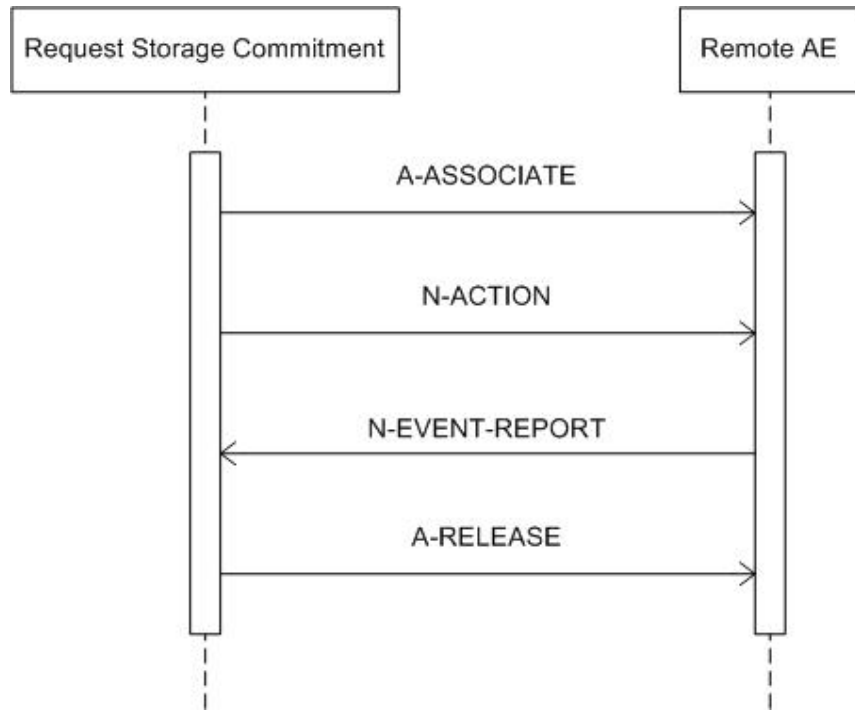 Request Storage Commitment
Remote AE
A-ASSOCIATE
N-ACTION
N-EVENT-REPORT
A-RELEASE